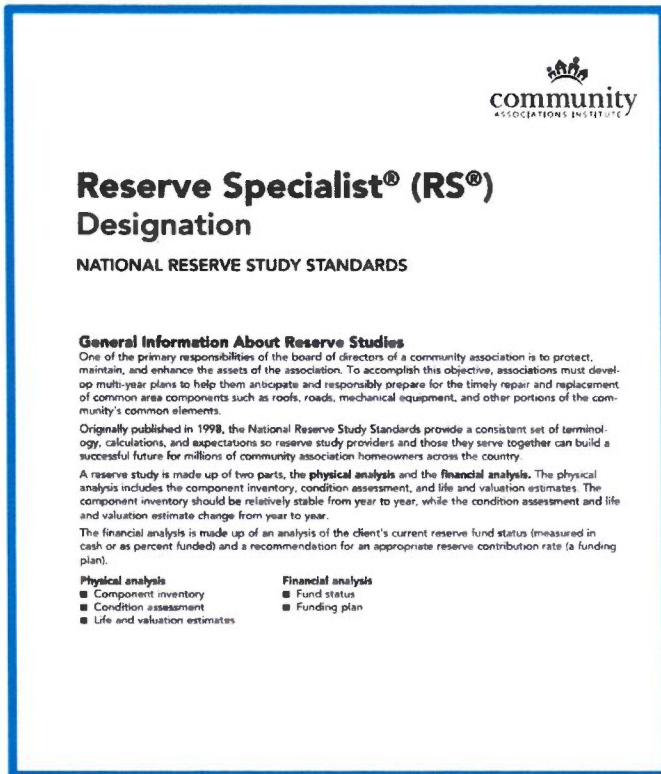 community
ASSOCIATIONS INSTITUTE
Reserve Specialist® (RS®)
Designation
NATIONAL RESERVE STUDY STANDARDS
General Information About Reserve Studies
One of the primary responsibilities of the board of directors of a community association is to protect,
maintain, and enhance the assets of the association. To accomplish this objective, associations must devel-
op multi-year plans to help them anticipate and responsibly prepare for the timely repair and replacement
of common area components such as roofs, roads, mechanical equipment, and other portions of the com-
munity's common elements.
Originally published in 1998, the National Reserve Study Standards provide a consistent set of terminol-
ogy, calculations, and expectations so reserve study providers and those they serve together can build a
successful future for millions of community association homeowners across the country.
A reserve study is made up of two parts, the physical analysis and the financial analysis. The physical
analysis includes the component inventory, condition assessment, and life and valuation estimates. The
component inventory should be relatively stable from year to year, while the condition assessment and life
and valuation estimate change from year to year.
The financial analysis is made up of an analysis of the client's current reserve fund status (measured in
cash or as percent funded) and a recommendation for an appropriate reserve contribution rate (a funding
plan).
Physical analysis
■ Component inventory
■ Condition assessment
■ Life and valuation estimates
Financial analysis
■ Fund status
■ Funding plan